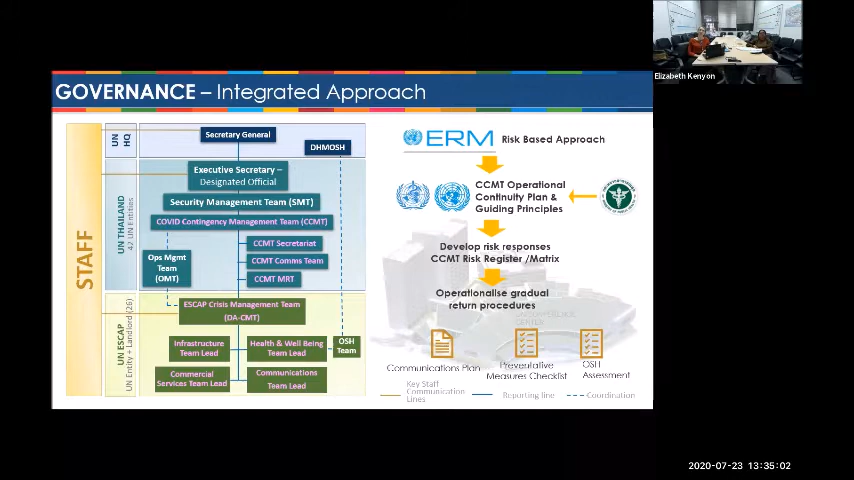 Elizabeth Kenyon
GOVERNANCE – Integrated Approach
STAFF
UN HQ
Secretary General
DHMOSH
UN THAILAND
42 UN Entities
Executive Secretary –
Designated Official
Security Management Team (SMT)
COVID Contingency Management Team (CCMT)
CCMT Secretariat
CCMT Comms Team
CCMT MRT
Ops Mgmt
Team
(OMT)
UN ESCAP
UN Entity + Landlord (26)
ESCAP Crisis Management Team
(DA-CMT)
Infrastructure
Team Lead
Health & Well Being
Team Lead
OSH
Team
Commercial
Services Team Lead
Communications
Team Lead
ERM
Risk Based Approach
CCMT Operational
Continuity Plan &
Guiding Principles
Develop risk responses
CCMT Risk Register /Matrix
Operationalise gradual
return procedures
Communications Plan
Preventative
Measures Checklist
OSH
Assessment
Key Staff
Communication
Lines
Reporting line
Coordination
2020-07-23 13:35:02